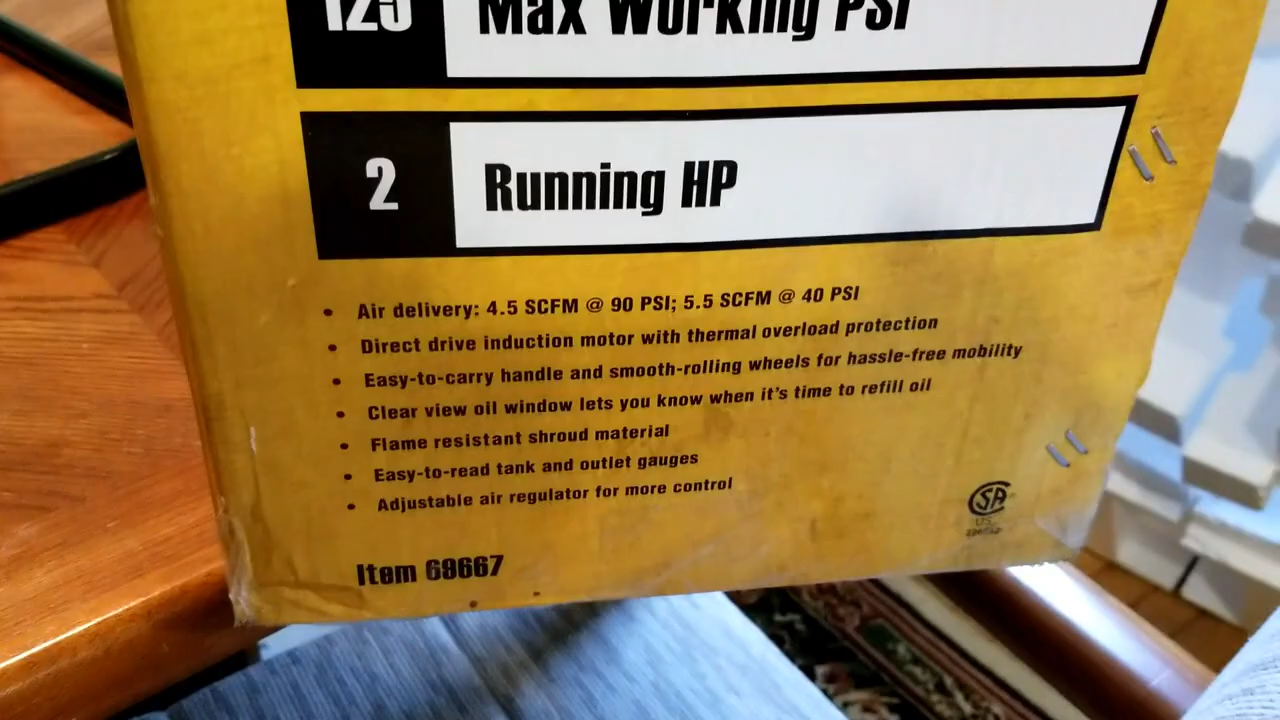 125 Max Working PSI
2 Running HP
• Air delivery: 4.5 SCFM @ 90 PSI; 5.5 SCFM @ 40 PSI
• Direct drive induction motor with thermal overload protection
• Easy-to-carry handle and smooth-rolling wheels for hassle-free mobility
• Clear view oil window lets you know when it's time to refill oil
• Flame resistant shroud material
• Easy-to-read tank and outlet gauges
• Adjustable air regulator for more control
SA
US
Item 69667